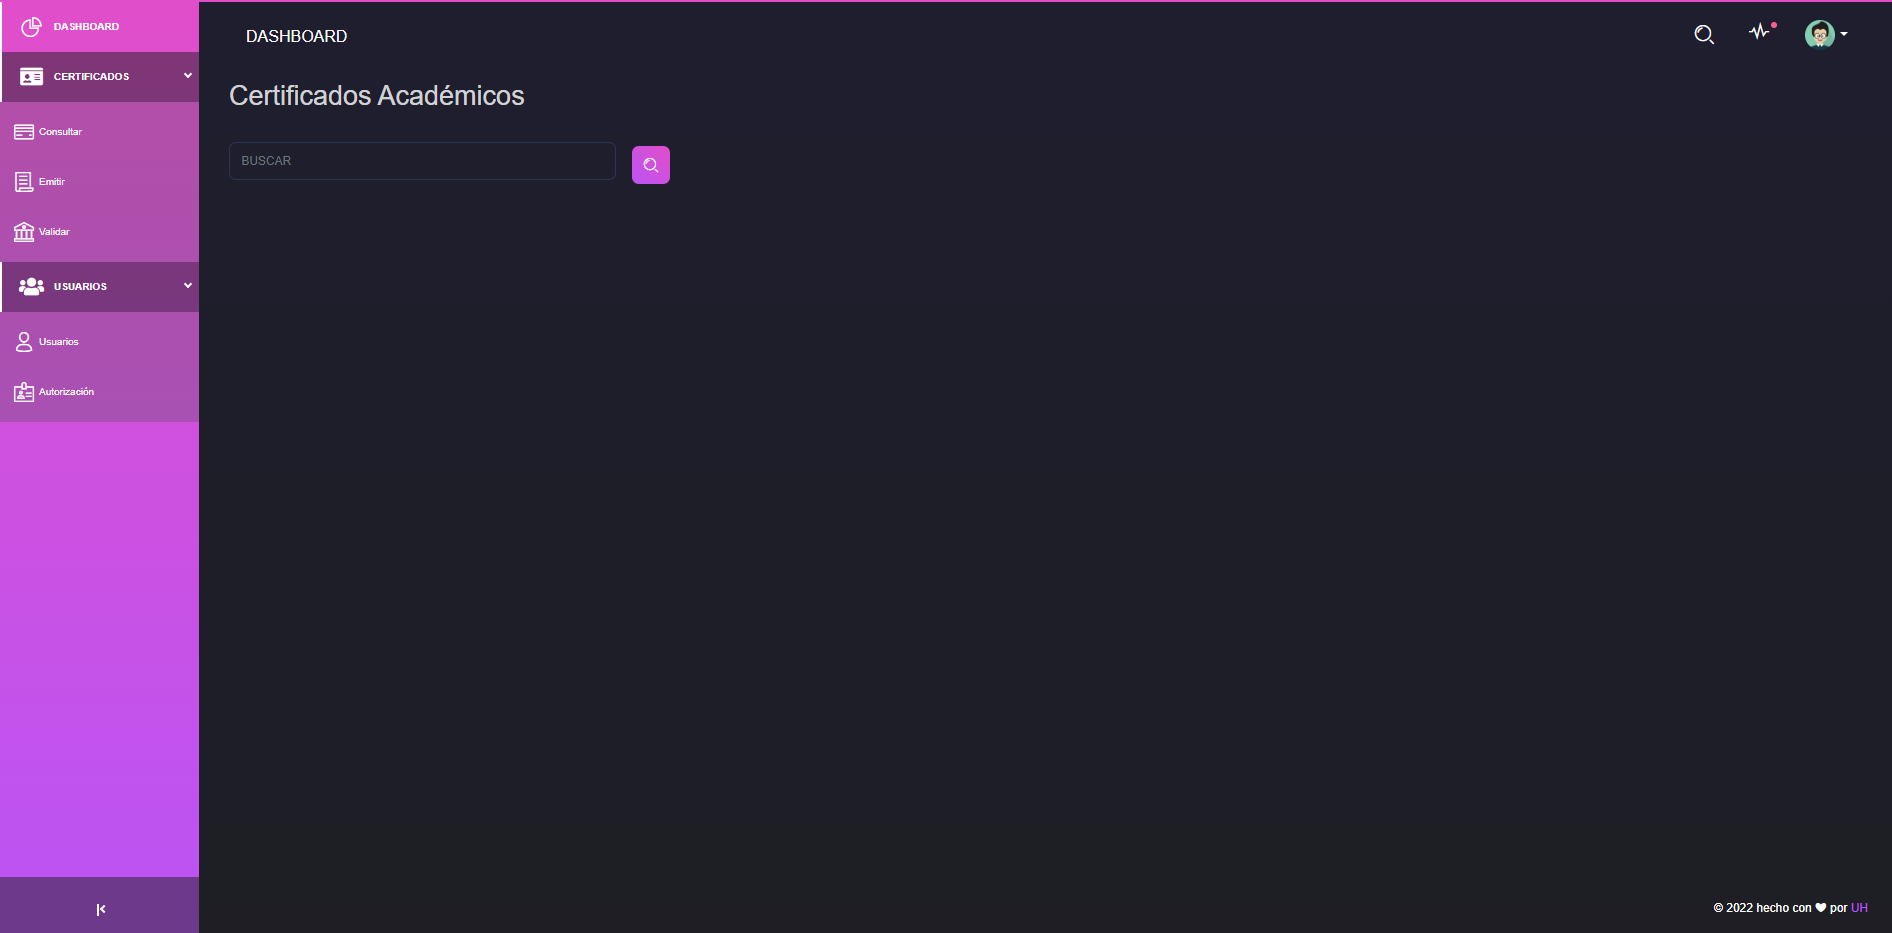 DASHBOARD
CERTIFICADOS
Consultar
Emitir
Validar
USUARIOS
Usuarios
Autorización
DASHBOARD
Certificados Académicos
BUSCAR
© 2022 hecho con ♥ por UH